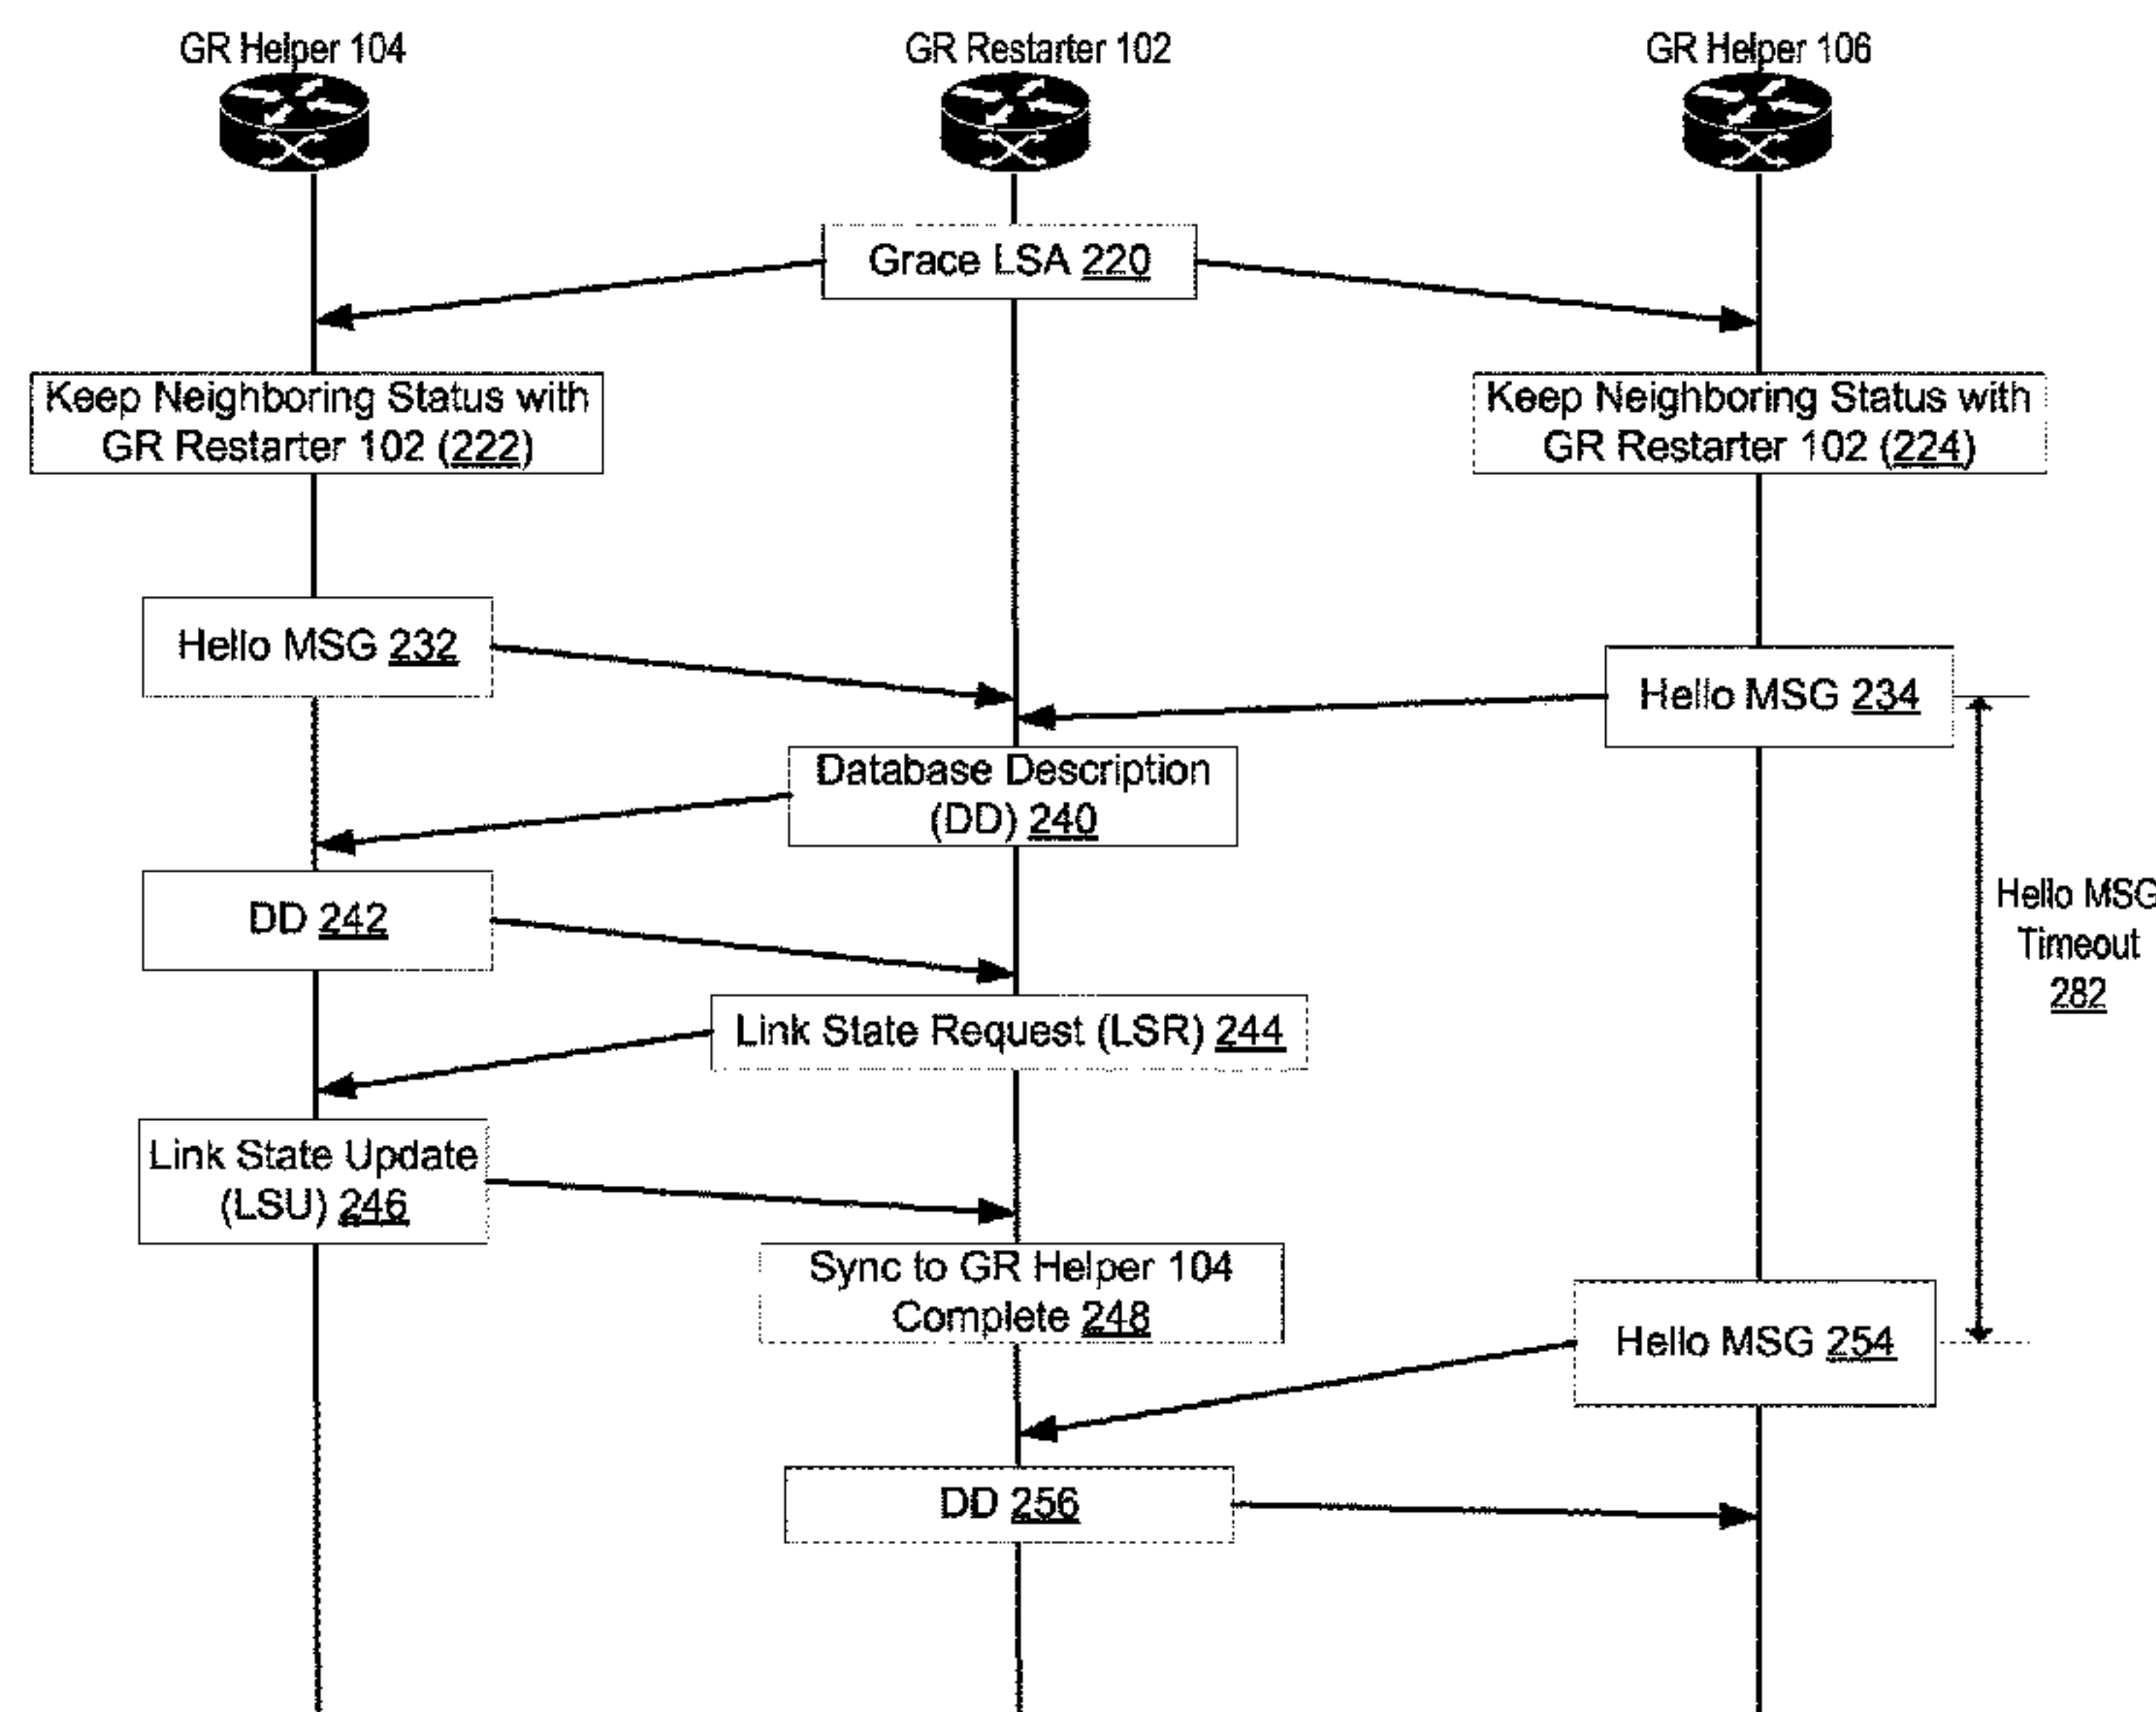 GR Helper 104
GR Restarter 102
GR Helper 106
Grace LSA 220
Keep Neighboring Status with
GR Restarter 102 (222)
Keep Neighboring Status with
GR Restarter 102 (224)
Hello MSG 232
Hello MSG 234
Database Description
(DD) 240
DD 242
Hello MSG
Timeout
282
Link State Request (LSR) 244
Link State Update
(LSU) 246
Sync to GR Helper 104
Complete 248
Hello MSG 254
DD 256